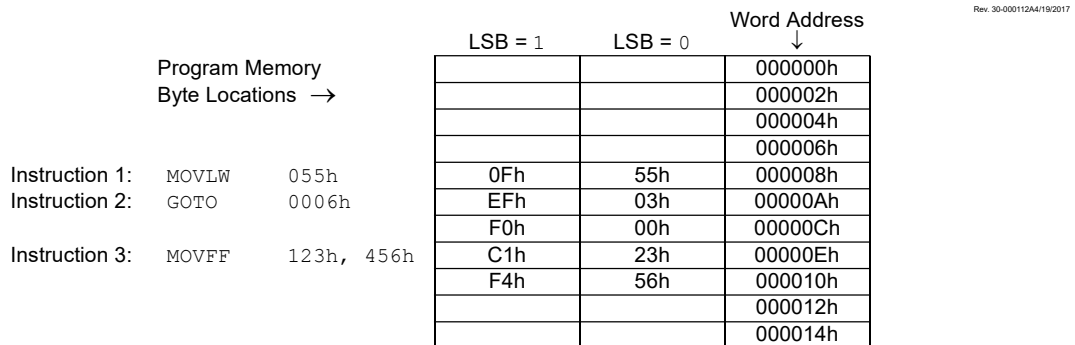 Rev. 30-000112A4/19/2017
Word Address
LSB = 1 LSB = 0 ↓
Program Memory 000000h
Byte Locations → 000002h
000004h
000006h
Instruction 1: MOVLW 055h 0Fh 55h 000008h
Instruction 2: GOTO 0006h EFh 03h 00000Ah
F0h 00h 00000Ch
Instruction 3: MOVFF 123h, 456h C1h 23h 00000Eh
F4h 56h 000010h
000012h
000014h